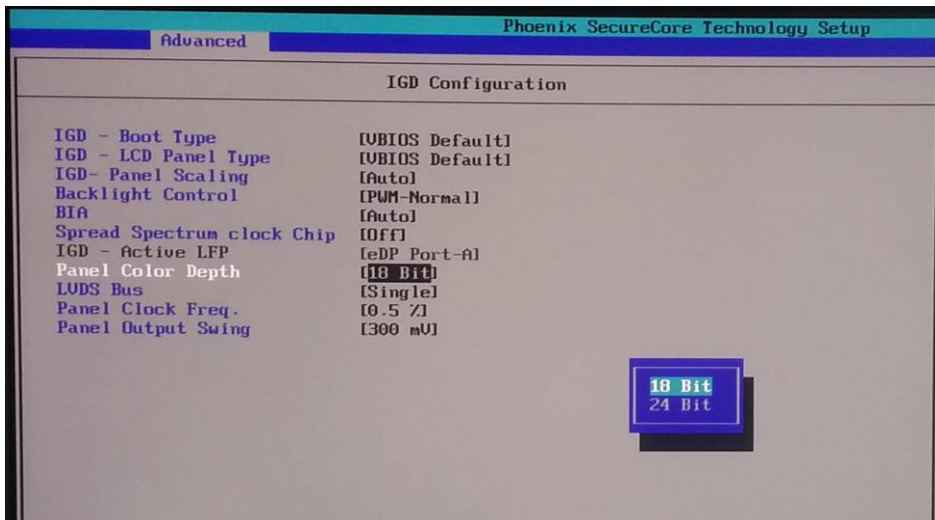 Phoenix SecureCore Technology Setup
Advanced
IGD Configuration
IGD - Boot Type [VBIOS Default]
IGD - LCD Panel Type [VBIOS Default]
IGD- Panel Scaling [Auto]
Backlight Control [PWM-Normal]
BIA [Auto]
Spread Spectrum clock Chip [Off]
IGD - Active LFP [eDP Port-A]
Panel Color Depth [18 Bit]
LVDS Bus [Single]
Panel Clock Freq. [0.5 %]
Panel Output Swing [300 mV]
18 Bit
24 Bit